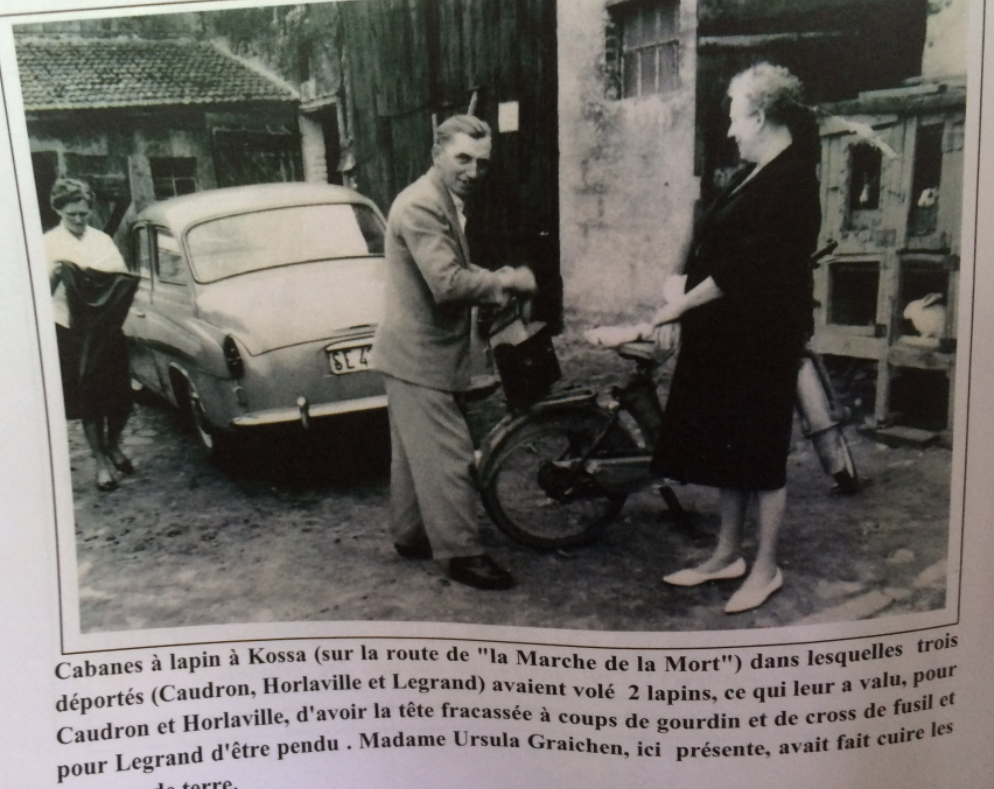 SE 4
Cabanes à lapin à Kossa (sur la route de "la Marche de la Mort") dans lesquelles trois
déportés (Caudron, Horlaville et Legrand) avaient volé 2 lapins, ce qui leur a valu, pour
Caudron et Horlaville, d'avoir la tête fracassée à coups de gourdin et de cross de fusil et
pour Legrand d'être pendu . Madame Ursula Graichen, ici présente, avait fait cuire les
de terre.